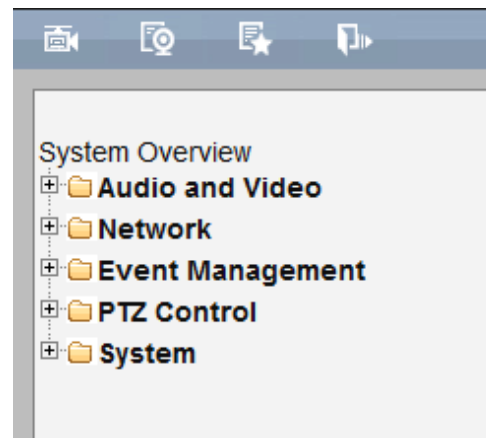 System Overview
Audio and Video
Network
Event Management
PTZ Control
System